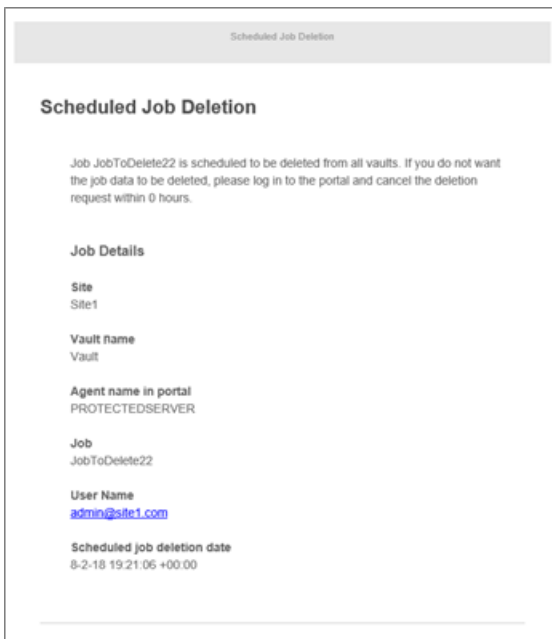 Scheduled Job Deletion
Scheduled Job Deletion
Job JobToDelete22 is scheduled to be deleted from all vaults. If you do not want
the job data to be deleted, please log in to the portal and cancel the deletion
request within 0 hours.
Job Details
Site
Site1
Vault name
Vault
Agent name in portal
PROTECTEDSERVER
Job
JobToDelete22
User Name
admin@site1.com
Scheduled job deletion date
8-2-18 19:21:06 +00:00